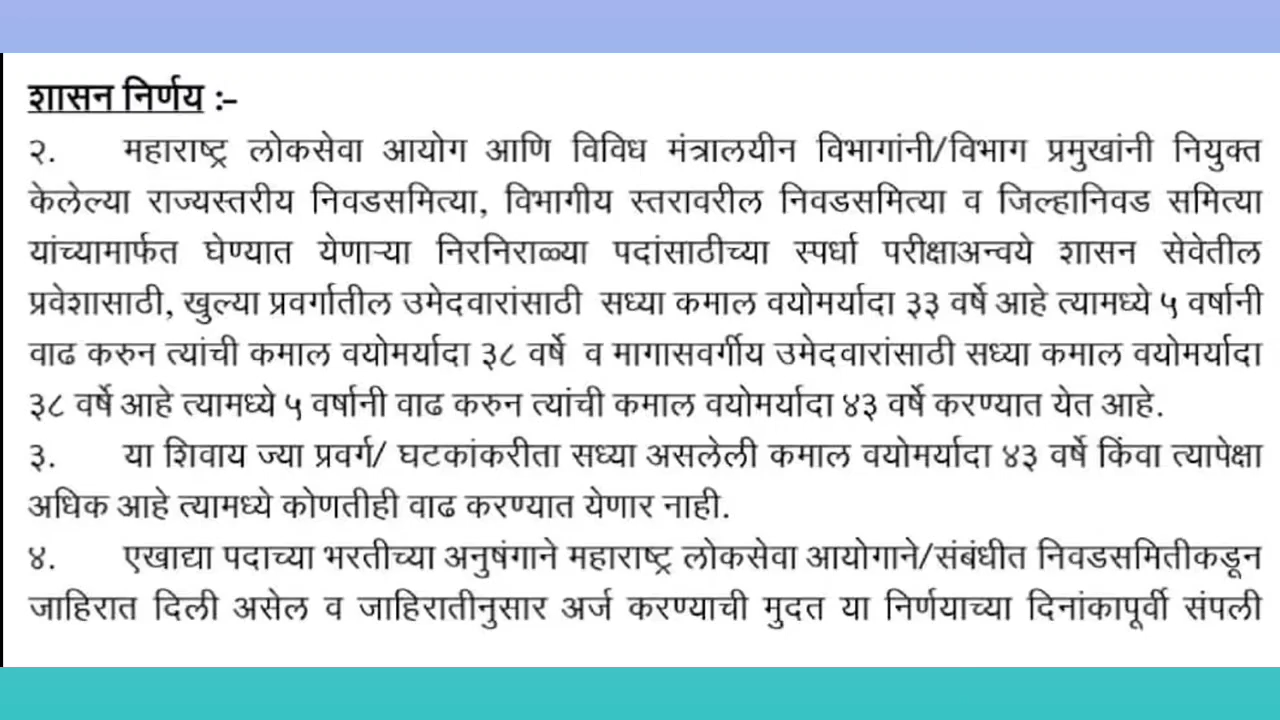 शासन निर्णय :-
२. महाराष्ट्र लोकसेवा आयोग आणि विविध मंत्रालयीन विभागांनी/विभाग प्रमुखांनी नियुक्त
केलेल्या राज्यस्तरीय निवडसमित्या, विभागीय स्तरावरील निवडसमित्या व जिल्हानिवड समित्या
यांच्यामार्फत घेण्यात येणाऱ्या निरनिराळ्या पदांसाठीच्या स्पर्धा परीक्षाअन्वये शासन सेवेतील
प्रवेशासाठी, खुल्या प्रवर्गातील उमेदवारांसाठी सध्या कमाल वयोमर्यादा ३३ वर्षे आहे त्यामध्ये ५ वर्षानी
वाढ करुन त्यांची कमाल वयोमर्यादा ३८ वर्षे व मागासवर्गीय उमेदवारांसाठी सध्या कमाल वयोमर्यादा
३८ वर्षे आहे त्यामध्ये ५ वर्षानी वाढ करुन त्यांची कमाल वयोमर्यादा ४३ वर्षे करण्यात येत आहे.
३. या शिवाय ज्या प्रवर्ग/ घटकांकरीता सध्या असलेली कमाल वयोमर्यादा ४३ वर्षे किंवा त्यापेक्षा
अधिक आहे त्यामध्ये कोणतीही वाढ करण्यात येणार नाही.
४. एखाद्या पदाच्या भरतीच्या अनुषंगाने महाराष्ट्र लोकसेवा आयोगाने/संबंधीत निवडसमितीकडून
जाहिरात दिली असेल व जाहिरातीनुसार अर्ज करण्याची मुदत या निर्णयाच्या दिनांकापूर्वी संपली